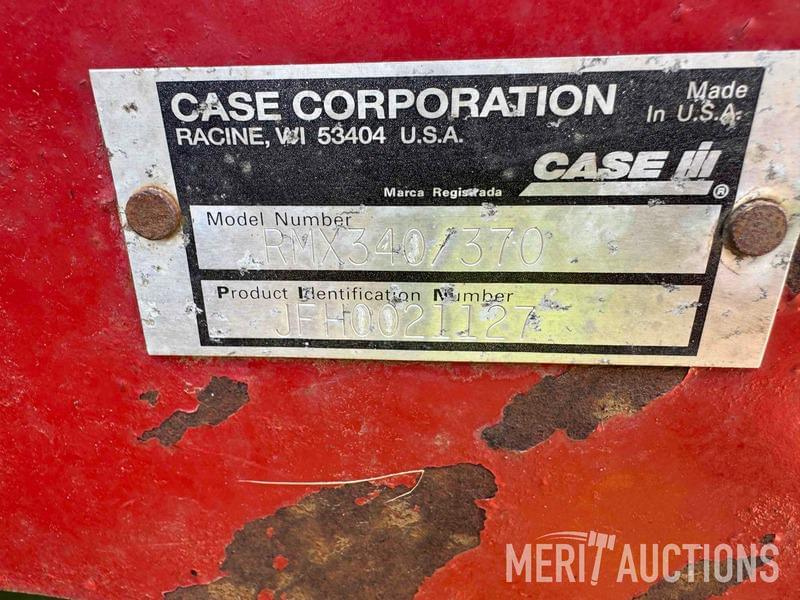 CASE CORPORATION
Made
In U.S.A.
RACINE, WI 53404 U.S.A.
CASE IH
®
Marca Registrada
Model Number
RMX340/370
Product Identification Number
JFH0021127
MERIT AUCTIONS